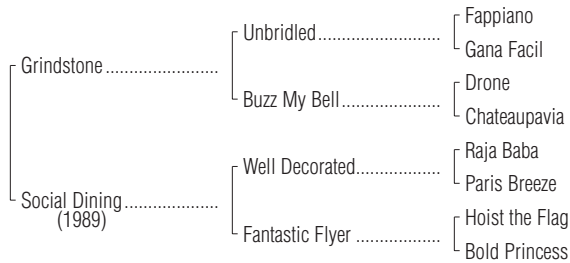 Fappiano
Unbridled
Gana Facil
Grindstone
Drone
Buzz My Bell
Chateaupavia
Raja Baba
Well Decorated
Paris Breeze
Social Dining
(1989)
Hoist the Flag
Fantastic Flyer
Bold Princess